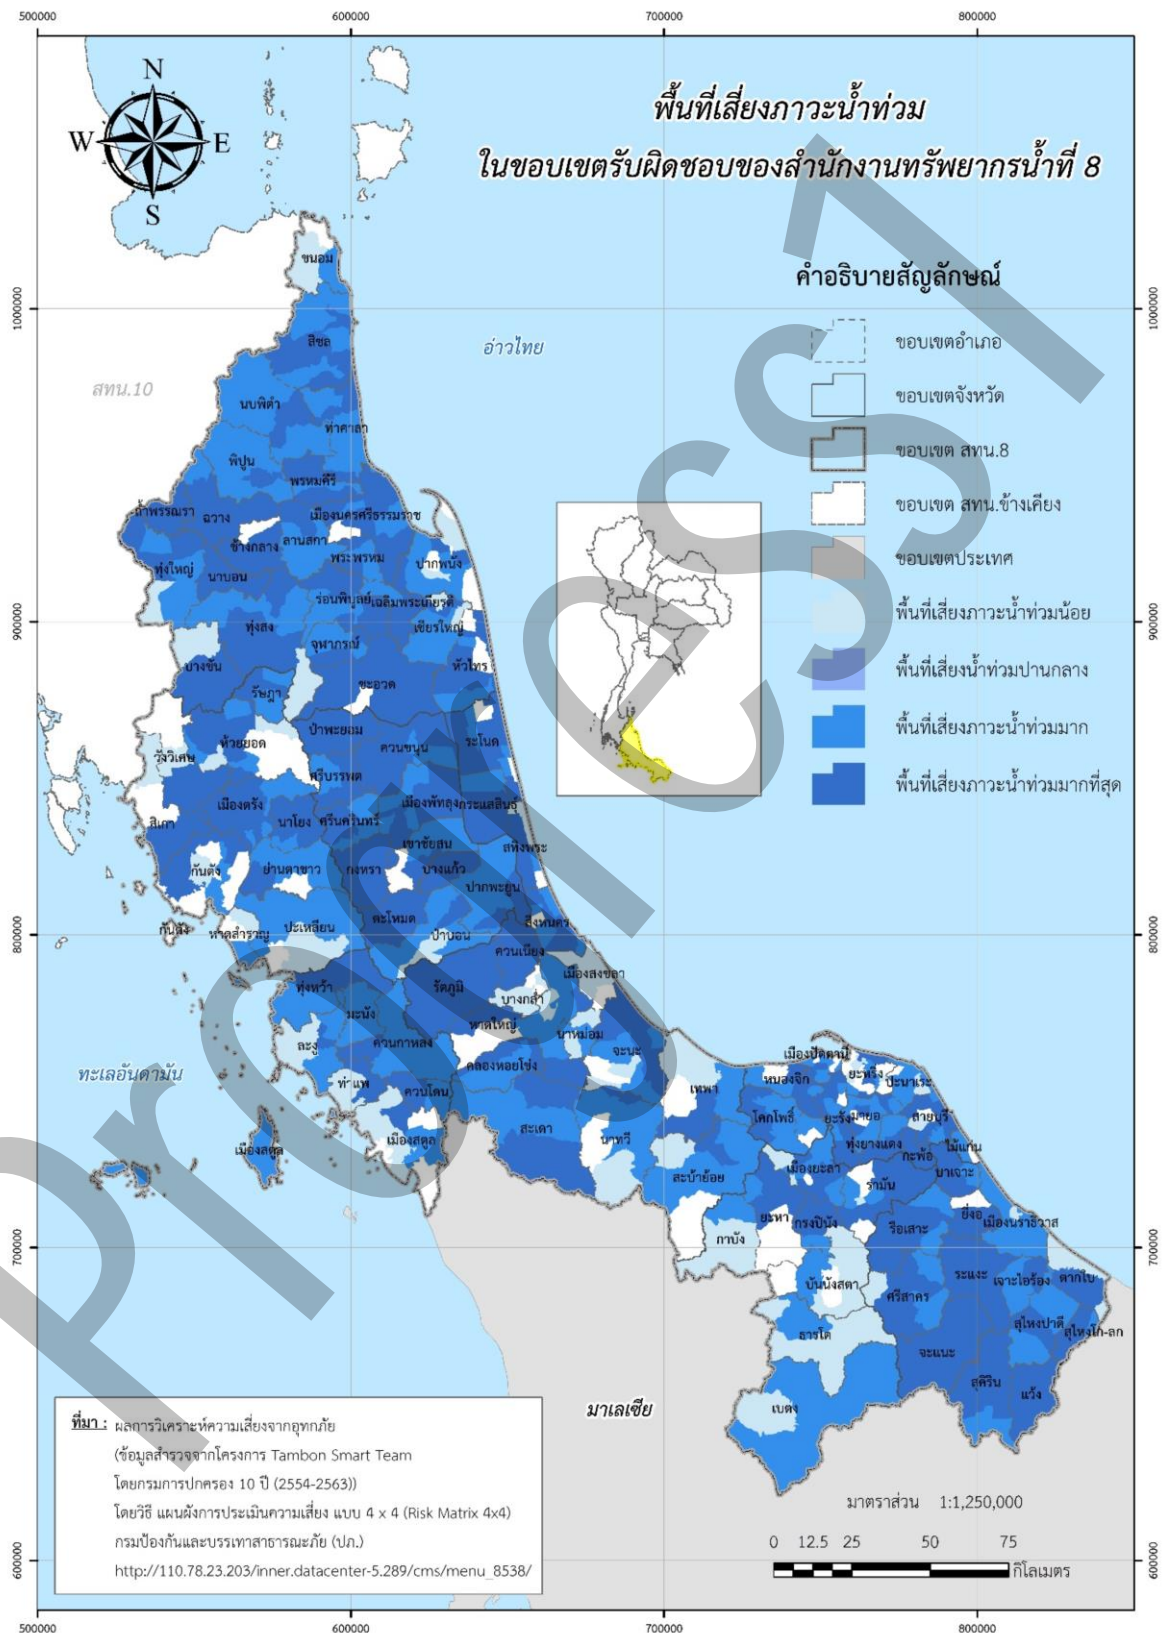 500000
600000
700000
800000
พื้นที่เสี่ยงภาวะน้ำท่วม
ในขอบเขตรับผิดชอบของสำนักงานทรัพยากรน้ำที่ 8
N
W
E
S
คำอธิบายสัญลักษณ์
ขอบเขตอำเภอ
ขอบเขตจังหวัด
ขอบเขต สทน.8
ขอบเขต สทน.ข้างเคียง
ขอบเขตประเทศ
พื้นที่เสี่ยงภาวะน้ำท่วมน้อย
พื้นที่เสี่ยงน้ำท่วมปานกลาง
พื้นที่เสี่ยงภาวะน้ำท่วมมาก
พื้นที่เสี่ยงภาวะน้ำท่วมมากที่สุด
1000000
1000000
900000
900000
800000
800000
700000
700000
600000
600000
อ่าวไทย
สทน.10
ทะเลอันดามัน
มาเลเซีย
ขนอม
สิชล
นบพิตำ
ท่าศาลา
พิปูน
พรหมคีรี
ถ้ำพรรณรา
ฉวาง
เมืองนครศรีธรรมราช
ช้างกลาง
ลานสกา
พระพรหม
ปากพนัง
ทุ่งใหญ่
นาบอน
ร่อนพิบูลย์
เฉลิมพระเกียรติ
ทุ่งสง
จุฬาภรณ์
เชียรใหญ่
บางขัน
หัวไทร
รัษฎา
ชะอวด
ป่าพะยอม
ห้วยยอด
ควนขนุน
ระโนด
วังวิเศษ
ศรีบรรพต
เมืองตรัง
เมืองพัทลุง
กระแสสินธุ์
สิเกา
นาโยง
ศรีนครินทร์
เขาชัยสน
สทิงพระ
กันตัง
ย่านตาขาว
กงหรา
บางแก้ว
ปากพะยูน
ตะโหมด
สิงหนคร
กันตัง
หาดสำราญ
ปะเหลียน
ป่าบอน
ควนเนียง
เมืองสงขลา
ทุ่งหว้า
รัตภูมิ
บางกล่ำ
มะนัง
หาดใหญ่
นาหม่อม
ละงู
ควนกาหลง
จะนะ
คลองหอยโข่ง
ท่าแพ
ควนโดน
เทพา
เมืองสตูล
สะเดา
นาทวี
เมืองสตูล
สะบ้าย้อย
เมืองปัตตานี
หนองจิก
ยะหริ่ง
ปะนาเระ
โคกโพธิ์
ยะรัง
มายอ
สายบุรี
ทุ่งยางแดง
กะพ้อ
ไม้แก่น
เมืองยะลา
รามัน
บาเจาะ
ยะหา
กรงปินัง
รือเสาะ
ยี่งอ
เมืองนราธิวาส
กาบัง
ระแงะ
เจาะไอร้อง
ตากใบ
บันนังสตา
ศรีสาคร
สุไหงปาดี
ธารโต
สุไหงโก-ลก
จะแนะ
สุคิริน
แว้ง
เบตง
ที่มา : ผลการวิเคราะห์ความเสี่ยงจากอุทกภัย
(ข้อมูลสำรวจจากโครงการ Tambon Smart Team
โดยกรมการปกครอง 10 ปี (2554-2563))
โดยวิธี แผนผังการประเมินความเสี่ยง แบบ 4 x 4 (Risk Matrix 4x4)
กรมป้องกันและบรรเทาสาธารณะภัย (ปภ.)
http://110.78.23.203/inner.datacenter-5.289/cms/menu_8538/
มาตราส่วน 1:1,250,000
0 12.5 25 50 75
กิโลเมตร
500000
600000
700000
800000